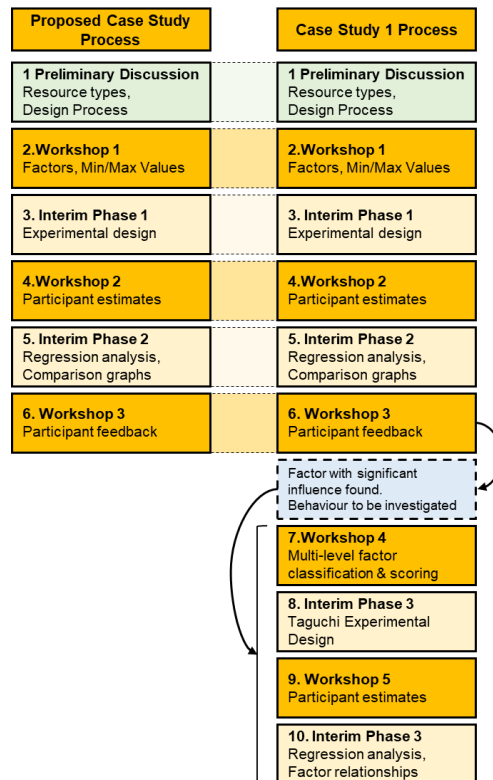 Proposed Case Study
Process
1 Preliminary Discussion
Resource types,
Design Process
2.Workshop 1
Factors, Min/Max Values
3. Interim Phase 1
Experimental design
4.Workshop 2
Participant estimates
5. Interim Phase 2
Regression analysis,
Comparison graphs
6. Workshop 3
Participant feedback
Case Study 1 Process
1 Preliminary Discussion
Resource types,
Design Process
2.Workshop 1
Factors, Min/Max Values
3. Interim Phase 1
Experimental design
4.Workshop 2
Participant estimates
5. Interim Phase 2
Regression analysis,
Comparison graphs
6. Workshop 3
Participant feedback
Factor with significant
influence found.
Behaviour to be investigated
7.Workshop 4
Multi-level factor
classification & scoring
8. Interim Phase 3
Taguchi Experimental
Design
9. Workshop 5
Participant estimates
10. Interim Phase 3
Regression analysis,
Factor relationships